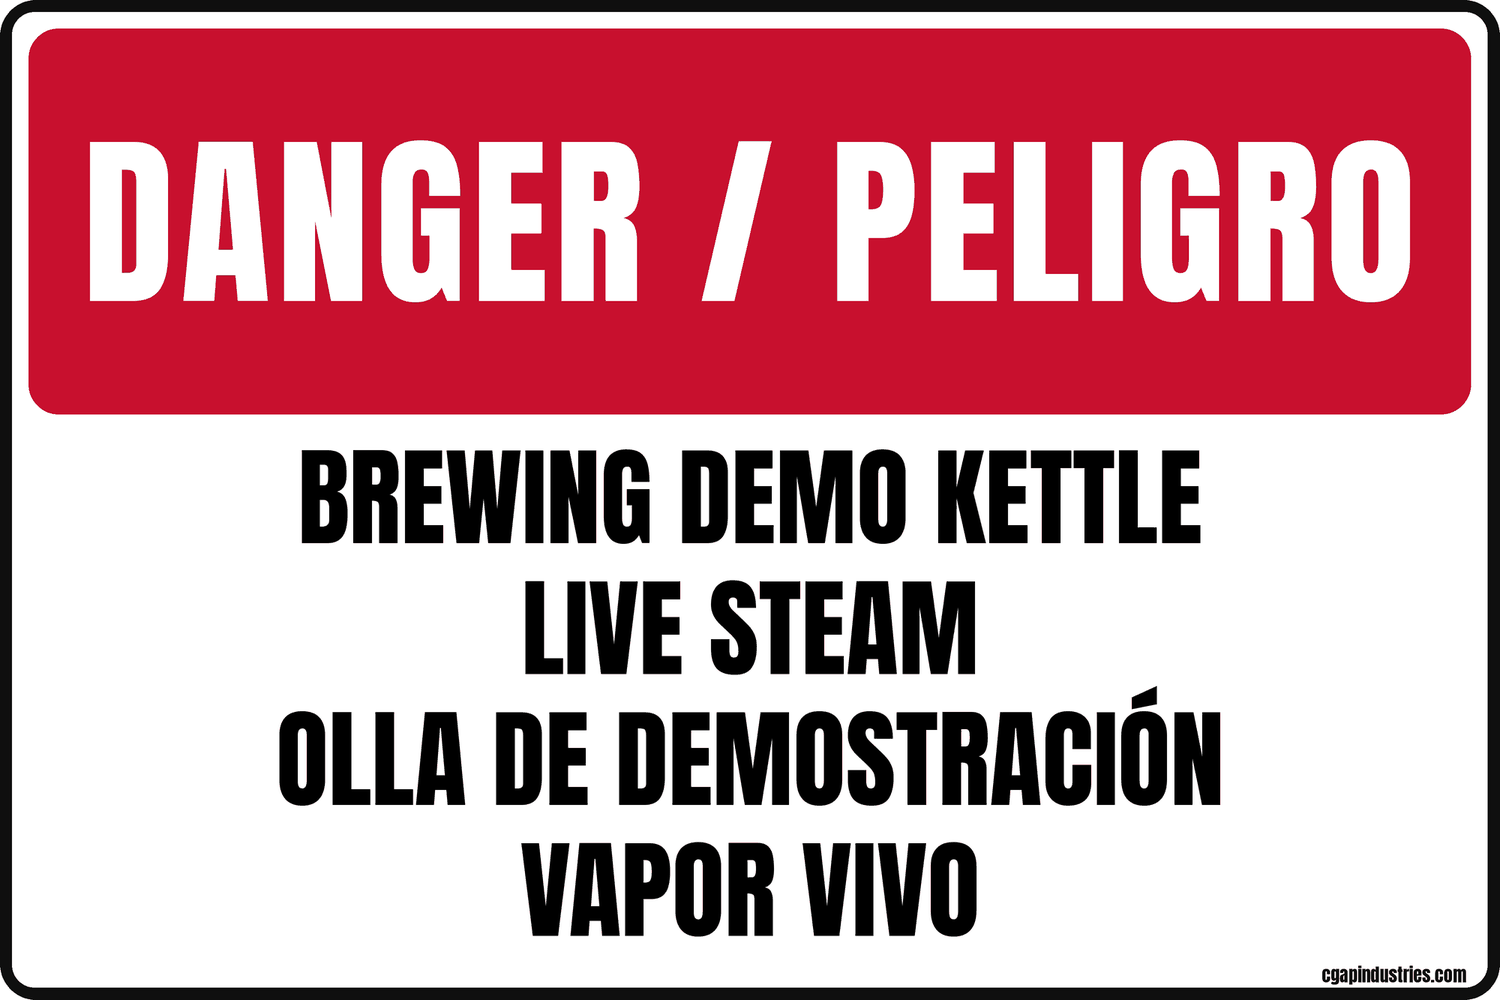 DANGER / PELIGRO
BREWING DEMO KETTLE
LIVE STEAM
OLLA DE DEMOSTRACIÓN
VAPOR VIVO
cgapindustries.com